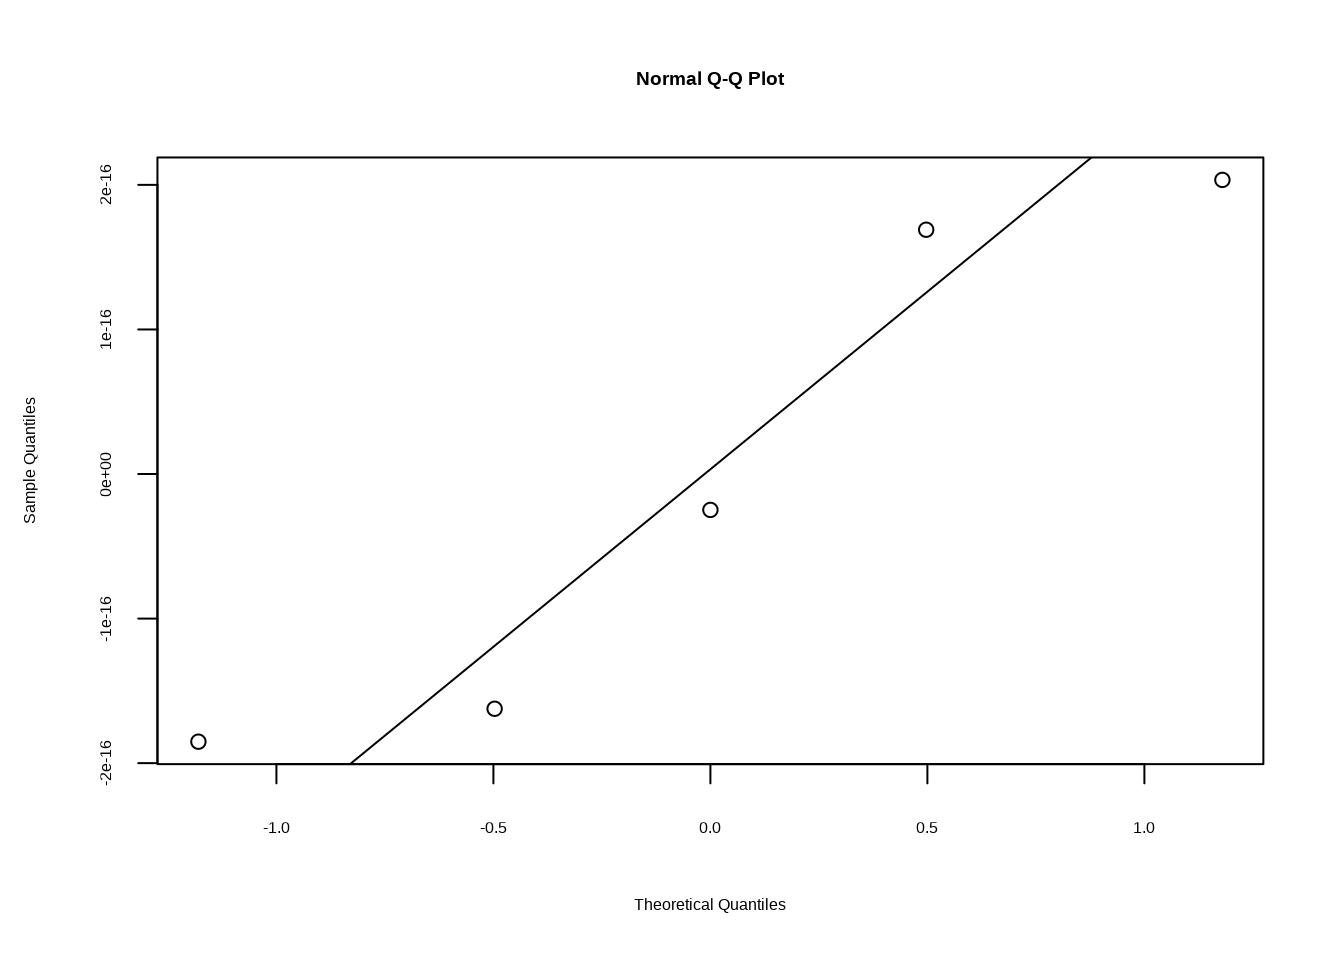 Normal Q-Q Plot
2e-16
1e-16
0e+00
-1e-16
-2e-16
Sample Quantiles
-1.0 -0.5 0.0 0.5 1.0
Theoretical Quantiles